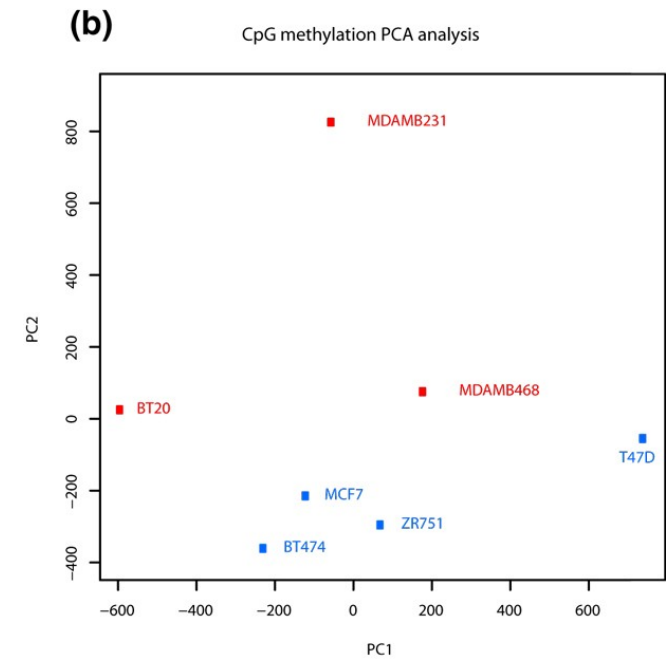 (b)
CpG methylation PCA analysis
MDAMB231
MDAMB468
BT20
T47D
MCF7
ZR751
BT474
PC2
800
600
400
200
0
−200
−400
−600 −400 −200 0 200 400 600
PC1